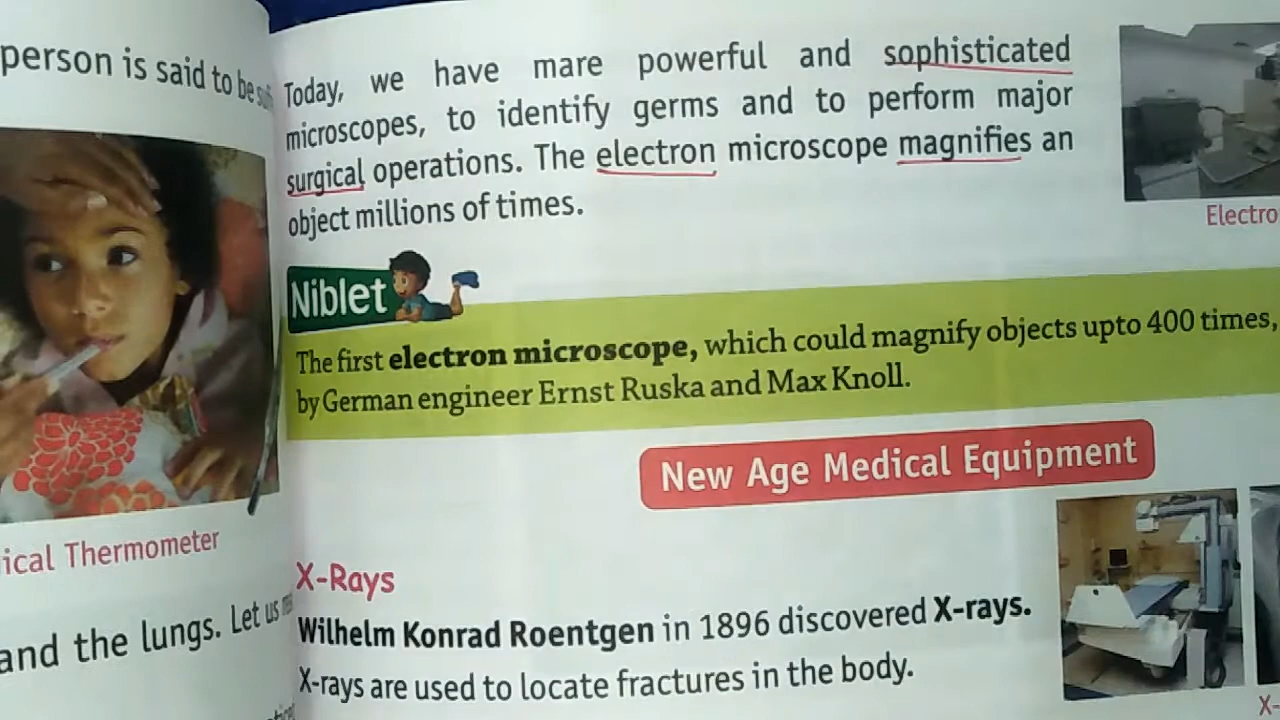 person is said to be
ical Thermometer
and the lungs. Let us
Today, we have mare powerful and sophisticated
microscopes, to identify germs and to perform major
surgical operations. The electron microscope magnifies an
object millions of times.
Electro
Niblet
The first electron microscope, which could magnify objects upto 400 times,
by German engineer Ernst Ruska and Max Knoll.
New Age Medical Equipment
X-Rays
Wilhelm Konrad Roentgen in 1896 discovered X-rays.
X-rays are used to locate fractures in the body.
X-